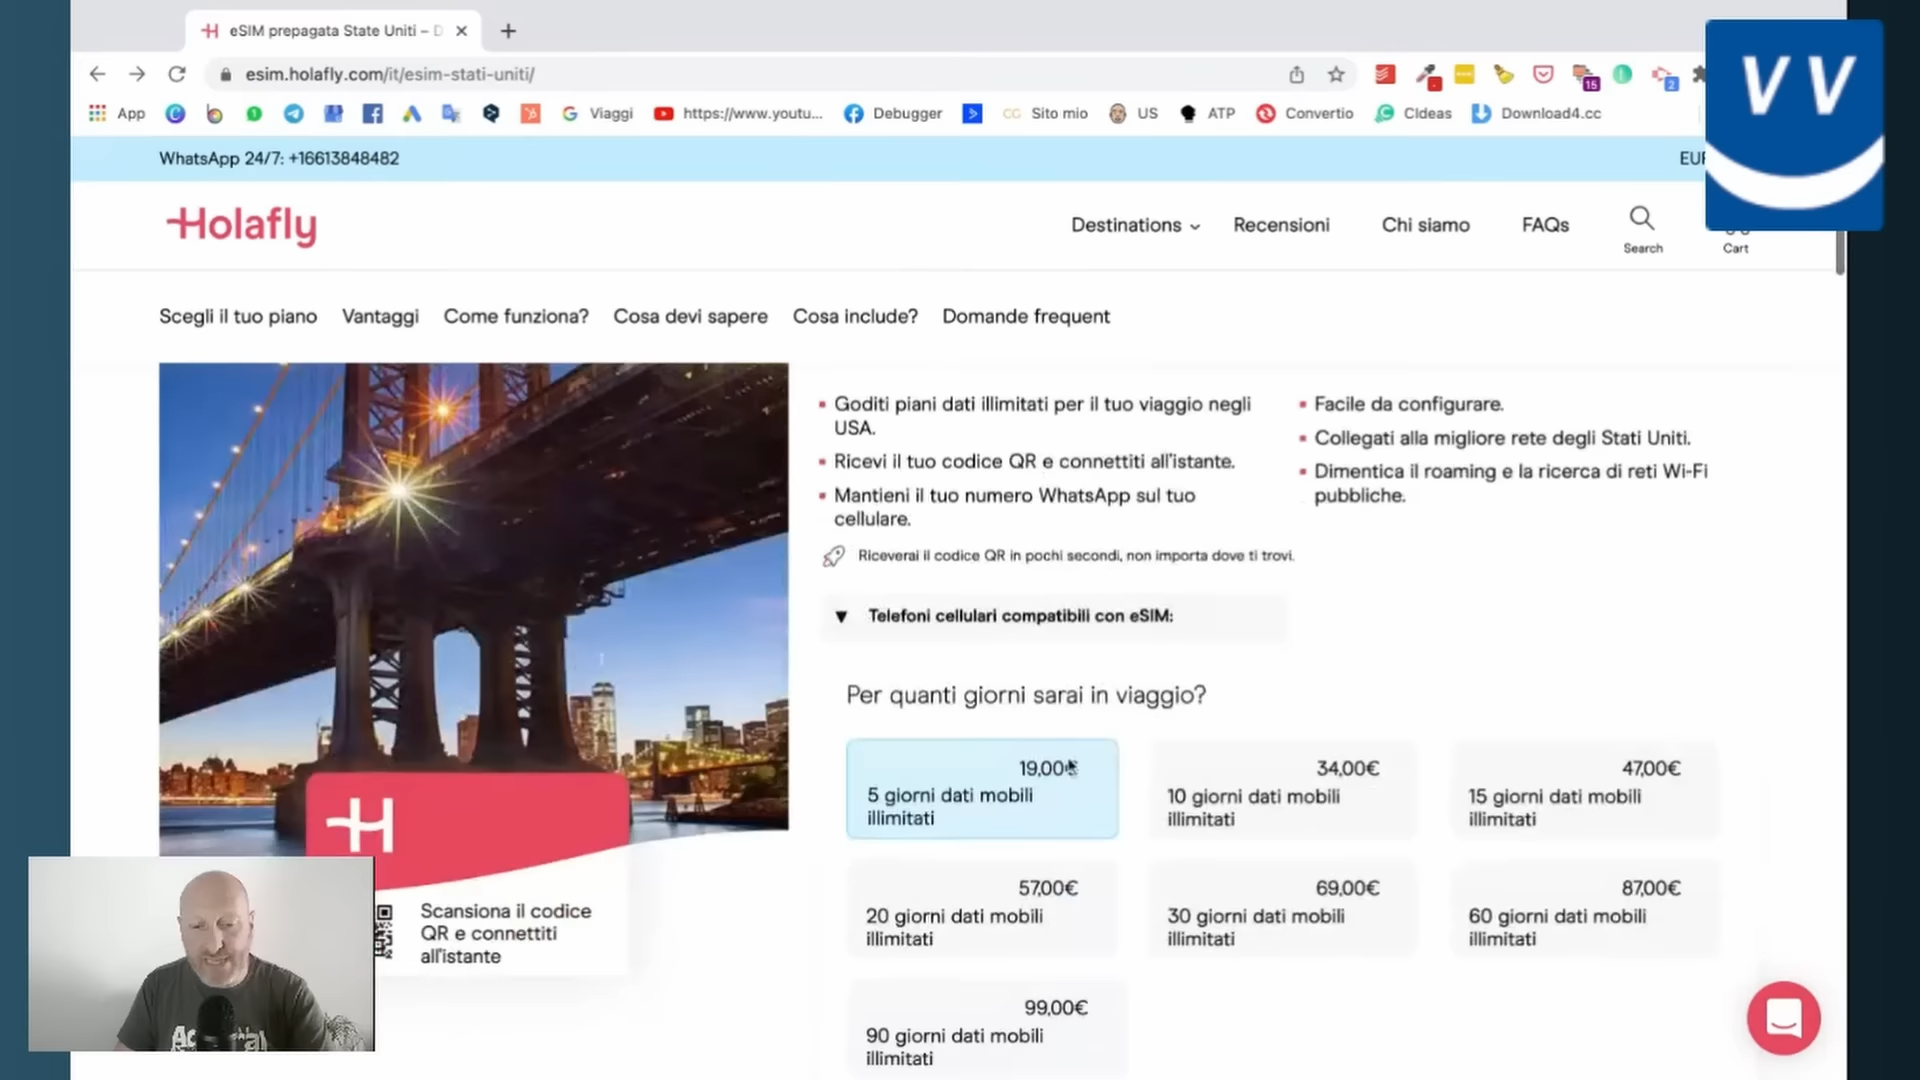 eSIM prepagata State Uniti – D
esim.holafly.com/it/esim-stati-uniti/
15
2
App
Viaggi
https://www.youtu...
Debugger
CC
Sito mio
US
ATP
Convertio
CIdeas
Download4.cc
VV
WhatsApp 24/7: +16613848482
EUR
Holafly
Destinations
Recensioni
Chi siamo
FAQs
Search
Cart
Scegli il tuo piano
Vantaggi
Come funziona?
Cosa devi sapere
Cosa include?
Domande frequent
Goditi piani dati illimitati per il tuo viaggio negli
USA.
Ricevi il tuo codice QR e connettiti all'istante.
Mantieni il tuo numero WhatsApp sul tuo
cellulare.
Facile da configurare.
Collegati alla migliore rete degli Stati Uniti.
Dimentica il roaming e la ricerca di reti Wi-Fi
pubbliche.
Riceverai il codice QR in pochi secondi, non importa dove ti trovi.
Telefoni cellulari compatibili con eSIM:
Per quanti giorni sarai in viaggio?
19,00€
5 giorni dati mobili
illimitati
34,00€
10 giorni dati mobili
illimitati
47,00€
15 giorni dati mobili
illimitati
57,00€
20 giorni dati mobili
illimitati
69,00€
30 giorni dati mobili
illimitati
87,00€
60 giorni dati mobili
illimitati
99,00€
90 giorni dati mobili
illimitati
H
Scansiona il codice
QR e connettiti
all'istante